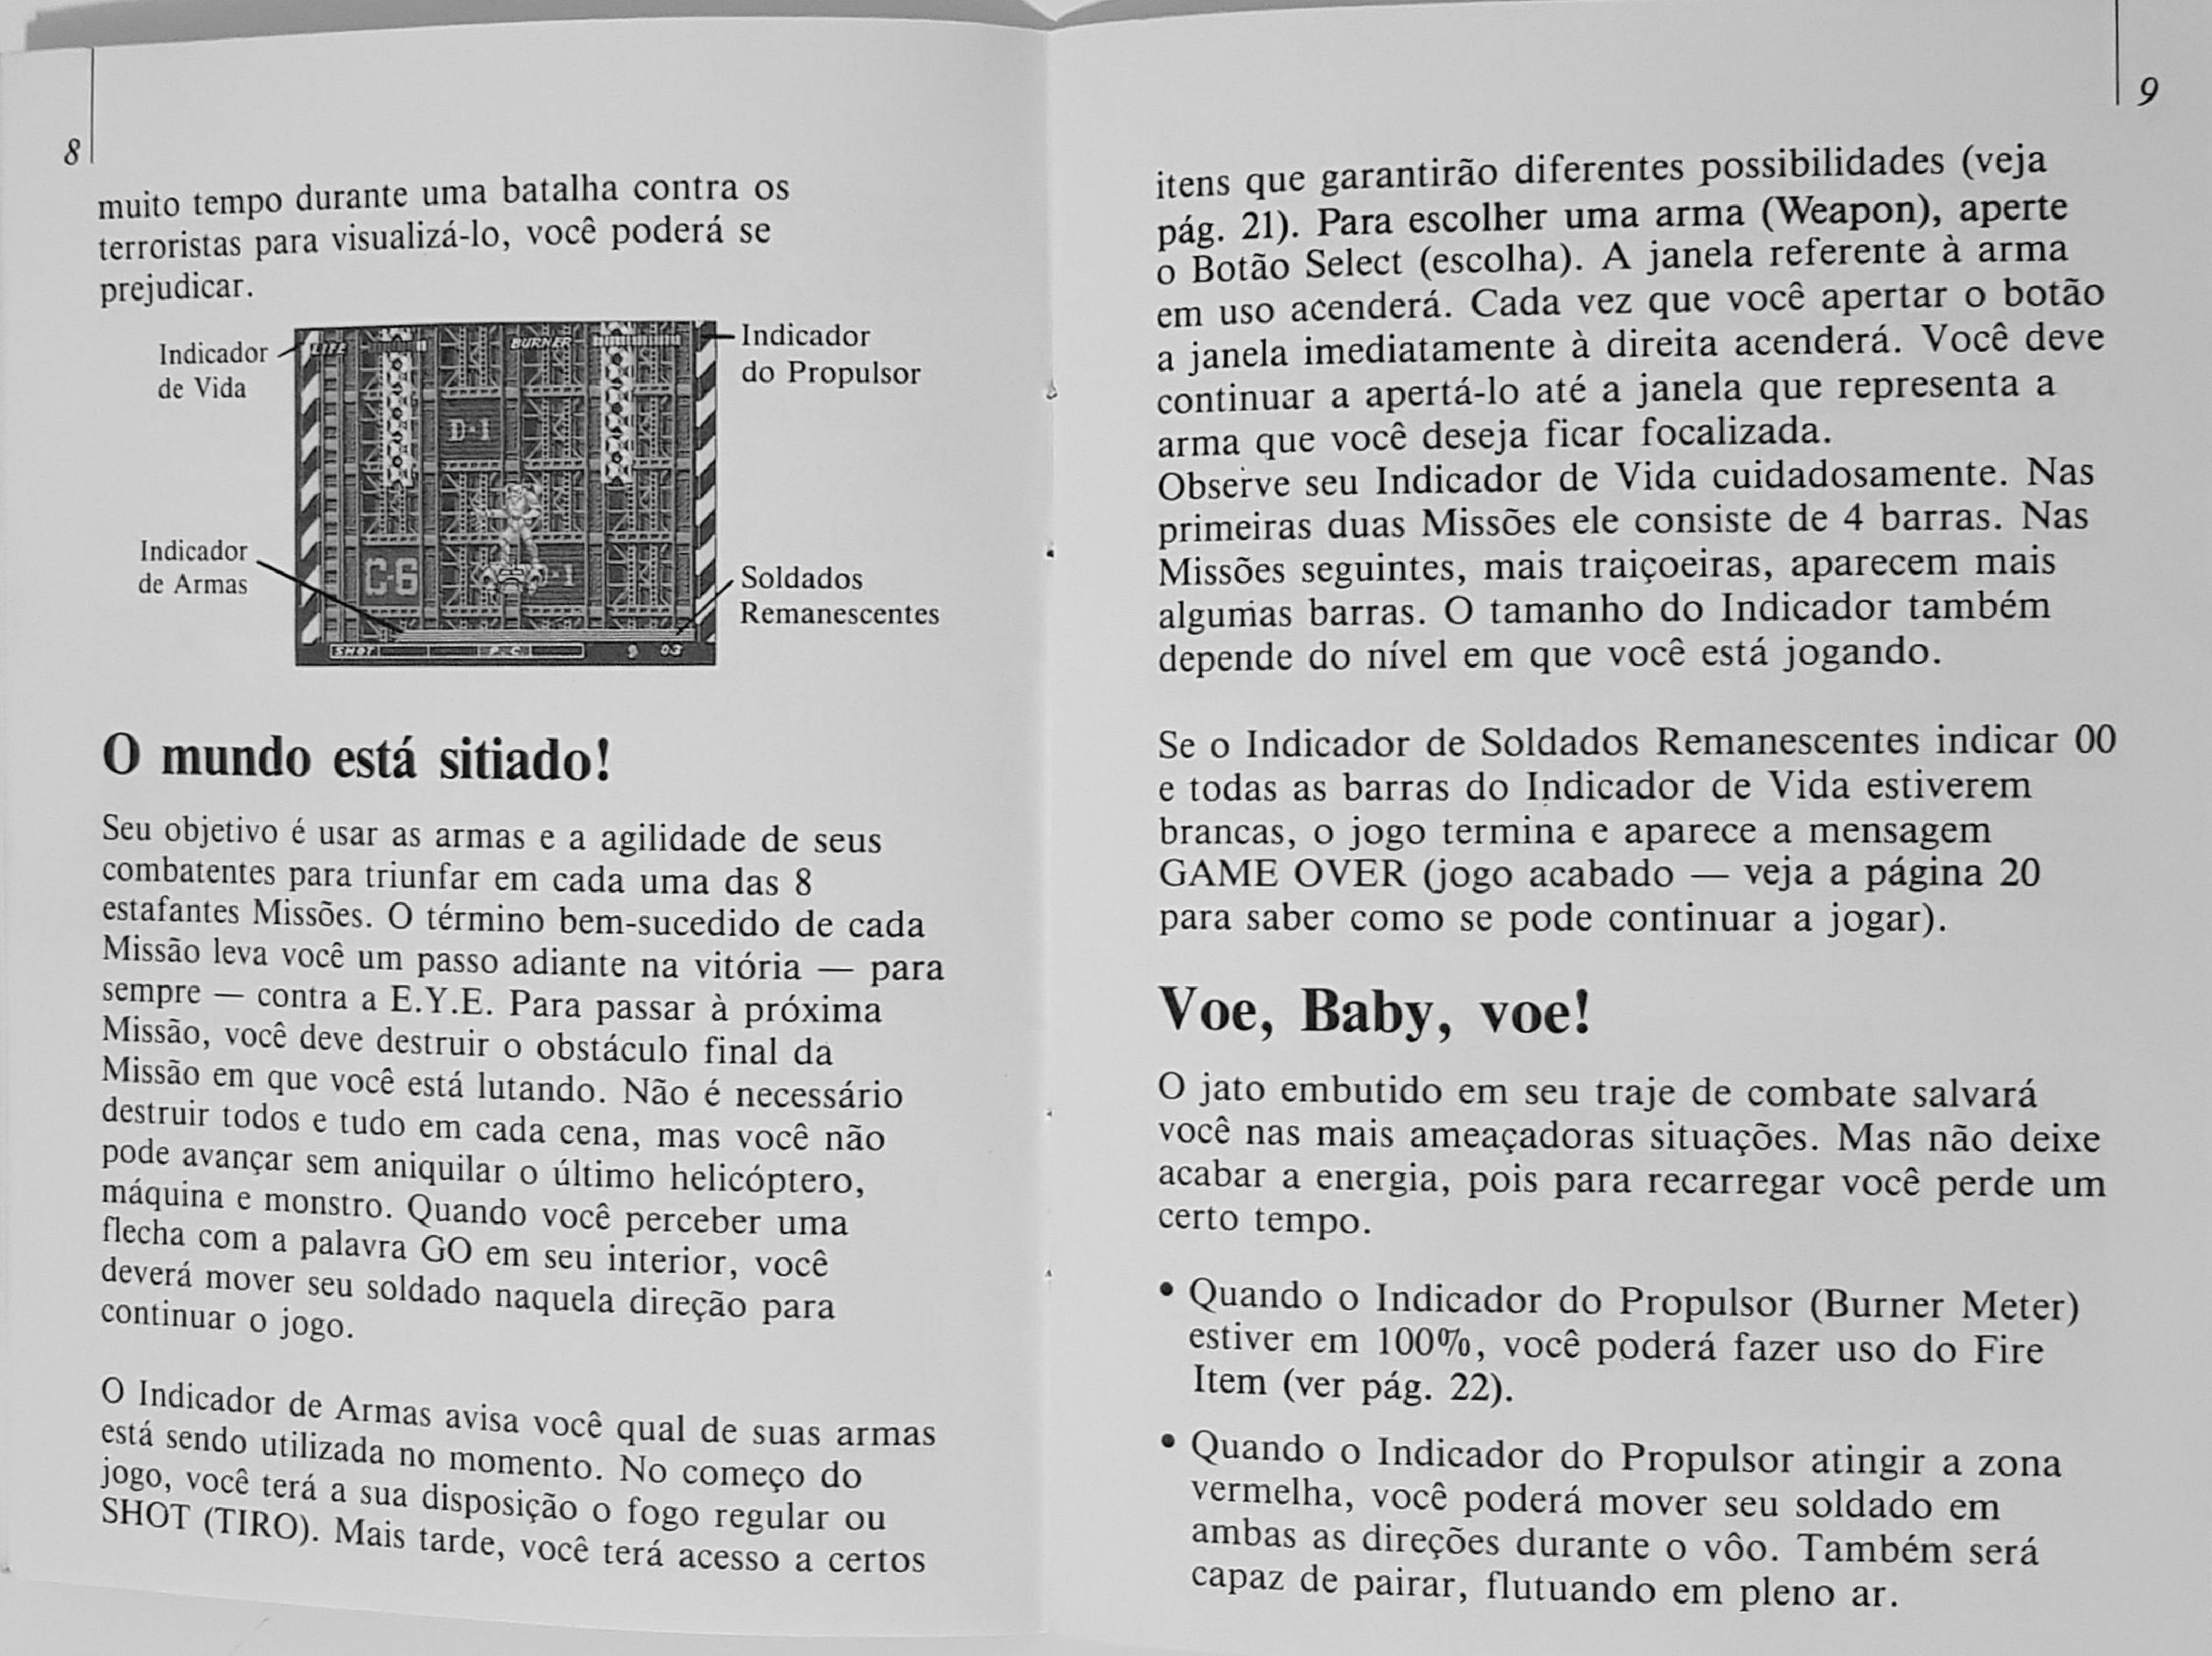 8
muito tempo durante uma batalha contra os
terroristas para visualizá-lo, você poderá se
prejudicar.
Indicador
de Vida
Indicador
do Propulsor
LIFE
BURNER
D-1
C-6
Indicador
de Armas
Soldados
Remanescentes
SHOT
P.C.
03
O mundo está sitiado!
Seu objetivo é usar as armas e a agilidade de seus
combatentes para triunfar em cada uma das 8
estafantes Missões. O término bem-sucedido de cada
Missão leva você um passo adiante na vitória — para
sempre — contra a E.Y.E. Para passar à próxima
Missão, você deve destruir o obstáculo final da
Missão em que você está lutando. Não é necessário
destruir todos e tudo em cada cena, mas você não
pode avançar sem aniquilar o último helicóptero,
máquina e monstro. Quando você perceber uma
flecha com a palavra GO em seu interior, você
deverá mover seu soldado naquela direção para
continuar o jogo.
O Indicador de Armas avisa você qual de suas armas
está sendo utilizada no momento. No começo do
jogo, você terá a sua disposição o fogo regular ou
SHOT (TIRO). Mais tarde, você terá acesso a certos
9
itens que garantirão diferentes possibilidades (veja
pág. 21). Para escolher uma arma (Weapon), aperte
o Botão Select (escolha). A janela referente à arma
em uso acenderá. Cada vez que você apertar o botão
a janela imediatamente à direita acenderá. Você deve
continuar a apertá-lo até a janela que representa a
arma que você deseja ficar focalizada.
Observe seu Indicador de Vida cuidadosamente. Nas
primeiras duas Missões ele consiste de 4 barras. Nas
Missões seguintes, mais traiçoeiras, aparecem mais
algumas barras. O tamanho do Indicador também
depende do nível em que você está jogando.
Se o Indicador de Soldados Remanescentes indicar 00
e todas as barras do Indicador de Vida estiverem
brancas, o jogo termina e aparece a mensagem
GAME OVER (jogo acabado — veja a página 20
para saber como se pode continuar a jogar).
Voe, Baby, voe!
O jato embutido em seu traje de combate salvará
você nas mais ameaçadoras situações. Mas não deixe
acabar a energia, pois para recarregar você perde um
certo tempo.
• Quando o Indicador do Propulsor (Burner Meter)
estiver em 100%, você poderá fazer uso do Fire
Item (ver pág. 22).
• Quando o Indicador do Propulsor atingir a zona
vermelha, você poderá mover seu soldado em
ambas as direções durante o vôo. Também será
capaz de pairar, flutuando em pleno ar.